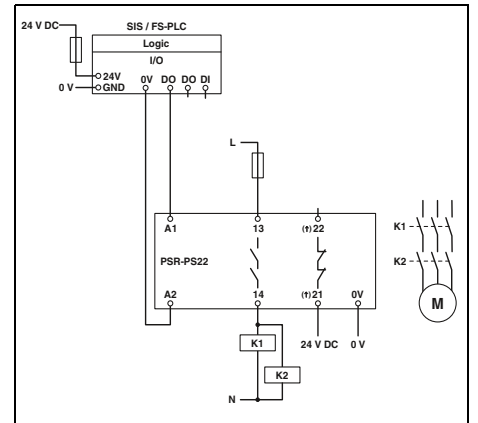 24 V DC
SIS / FS-PLC
Logic
I/O
24V
0V DO DO DI
0 V
GND
L
A1 13 (†) 22
PSR-PS22
A2 14 (†) 21 0V
K1
K2
M
K1
24 V DC 0 V
K2
N